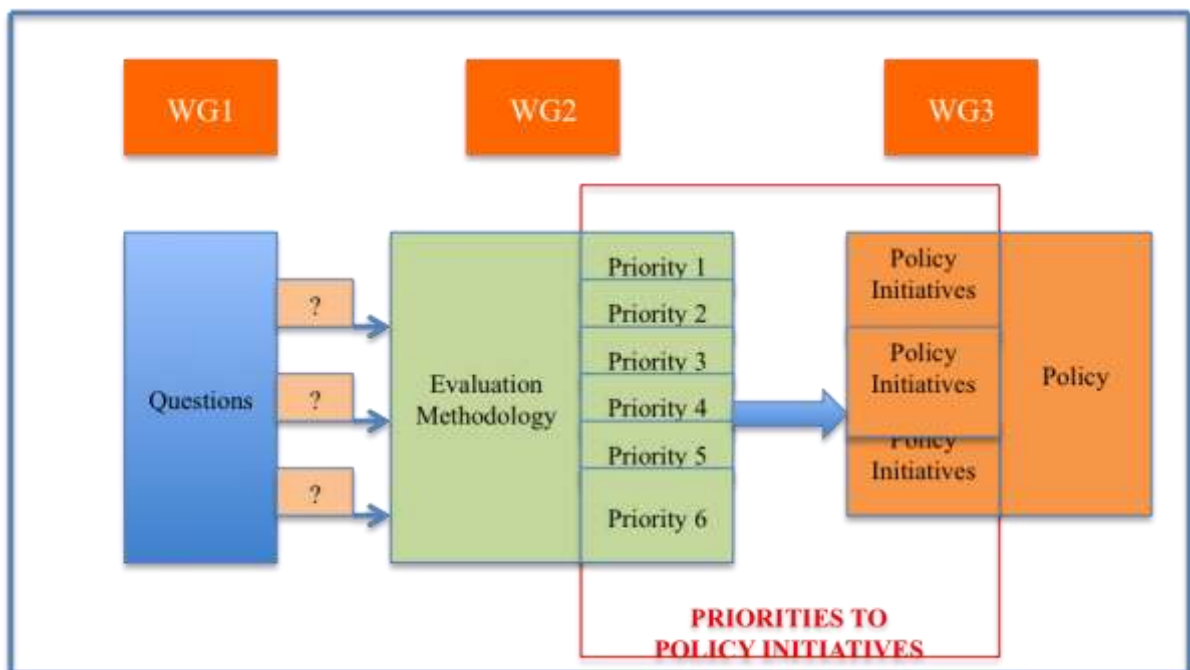 WG1
WG2
WG3
Questions
?
?
?
Evaluation
Methodology
Priority 1
Priority 2
Priority 3
Priority 4
Priority 5
Priority 6
Policy
Initiatives
Policy
Initiatives
Policy
Initiatives
Policy
PRIORITIES TO
POLICY INITIATIVES